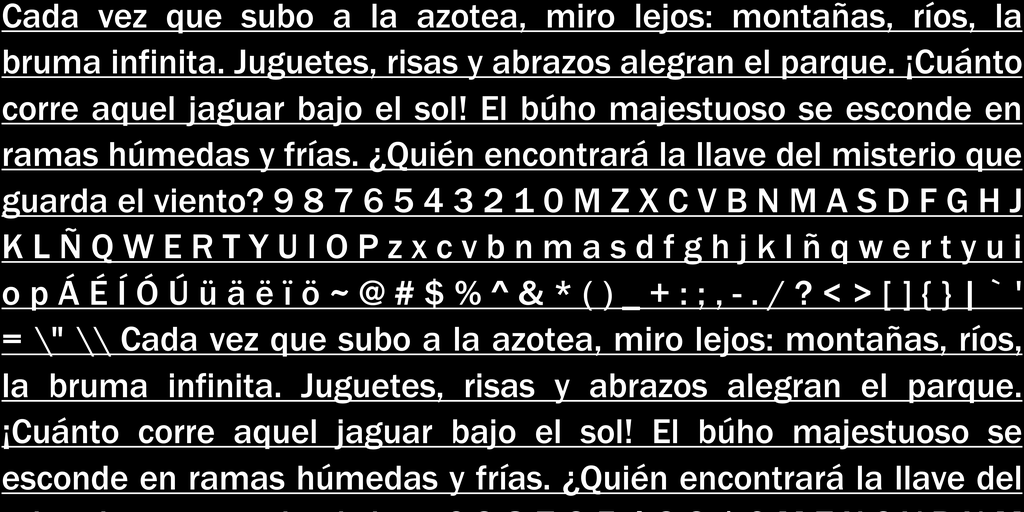 Cada vez que subo a la azotea, miro lejos: montañas, ríos, la
bruma infinita. Juguetes, risas y abrazos alegran el parque. ¡Cuánto
corre aquel jaguar bajo el sol! El búho majestuoso se esconde en
ramas húmedas y frías. ¿Quién encontrará la llave del misterio que
guarda el viento? 9 8 7 6 5 4 3 2 1 0 M Z X C V B N M A S D F G H J
K L Ñ Q W E R T Y U I O P z x c v b n m a s d f g h j k l ñ q w e r t y u i
o p Á É Í Ó Ú ü ä ë ï ö ~ @ # $ % ^ & * ( ) _ + : ; , - . / ? < > [ ] { } | ` '
= \" \\ Cada vez que subo a la azotea, miro lejos: montañas, ríos,
la bruma infinita. Juguetes, risas y abrazos alegran el parque.
¡Cuánto corre aquel jaguar bajo el sol! El búho majestuoso se
esconde en ramas húmedas y frías. ¿Quién encontrará la llave del